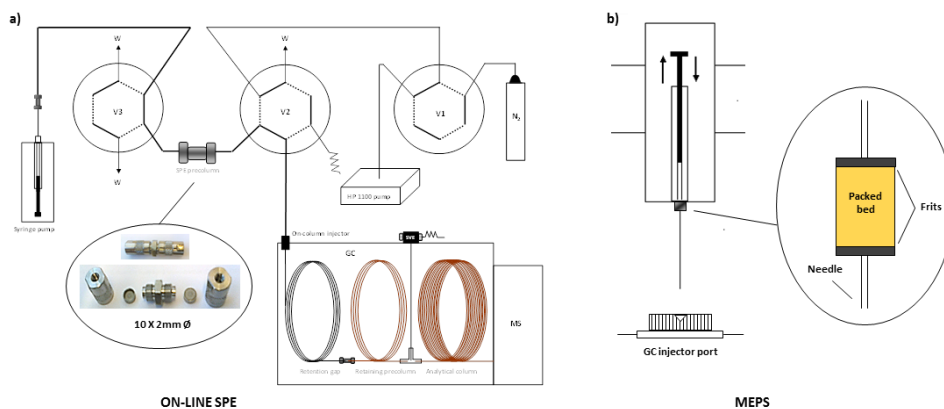 a)
b)
W
W
V3
V2
V1
N2
W
SPE precolumn
HP 1100 pump
Syringe pump
On-column injector
SVE
GC
MS
10 X 2mm Ø
Retention gap
Retaining precolumn
Analytical column
ON-LINE SPE
Packed
bed
Frits
Needle
GC injector port
MEPS